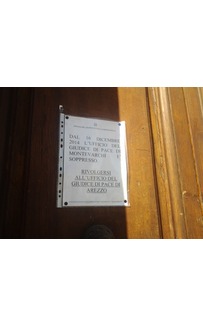 DAL 16 DICEMBRE
2014 L'UFFICIO DEL
GIUDICE DI PACE DI
MONTEVARCHI E'
SOPPRESSO
RIVOLGERSI
ALL'UFFICIO DEL
GIUDICE DI PACE DI
AREZZO